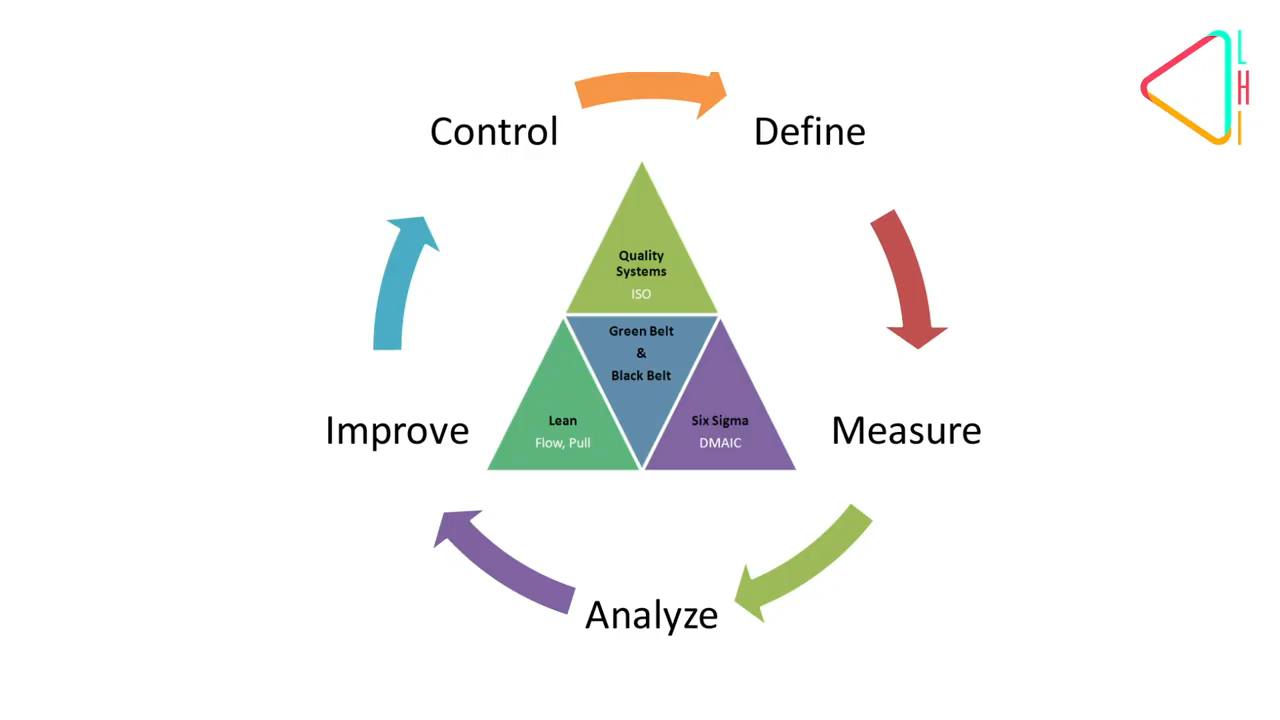 Control
Define
Quality
Systems
ISO
Green Belt
&
Black Belt
Lean
Flow, Pull
Six Sigma
DMAIC
Improve
Measure
Analyze
L
H
I